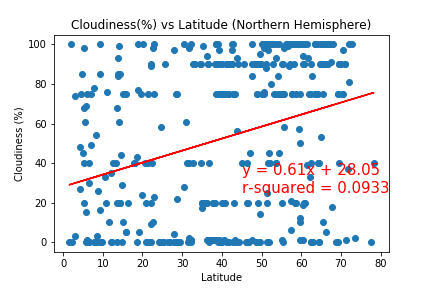 Cloudiness(%) vs Latitude (Northern Hemisphere)
100
80
60
40
20
0
Cloudiness (%)
y = 0.61x + 28.05
r-squared = 0.0933
0 10 20 30 40 50 60 70 80
Latitude